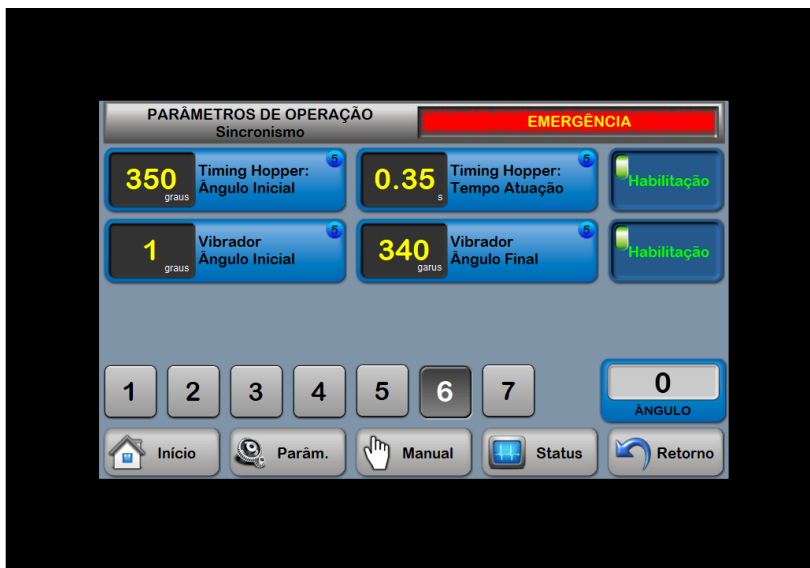 PARÂMETROS DE OPERAÇÃO
Sincronismo
EMERGÊNCIA
350
graus
Timing Hopper:
Ângulo Inicial
5
0.35
s
Timing Hopper:
Tempo Atuação
5
Habilitação
1
graus
Vibrador
Ângulo Inicial
5
340
garus
Vibrador
Ângulo Final
5
Habilitação
1 2 3 4 5 6 7
0
ÂNGULO
Início
Parâm.
Manual
Status
Retorno